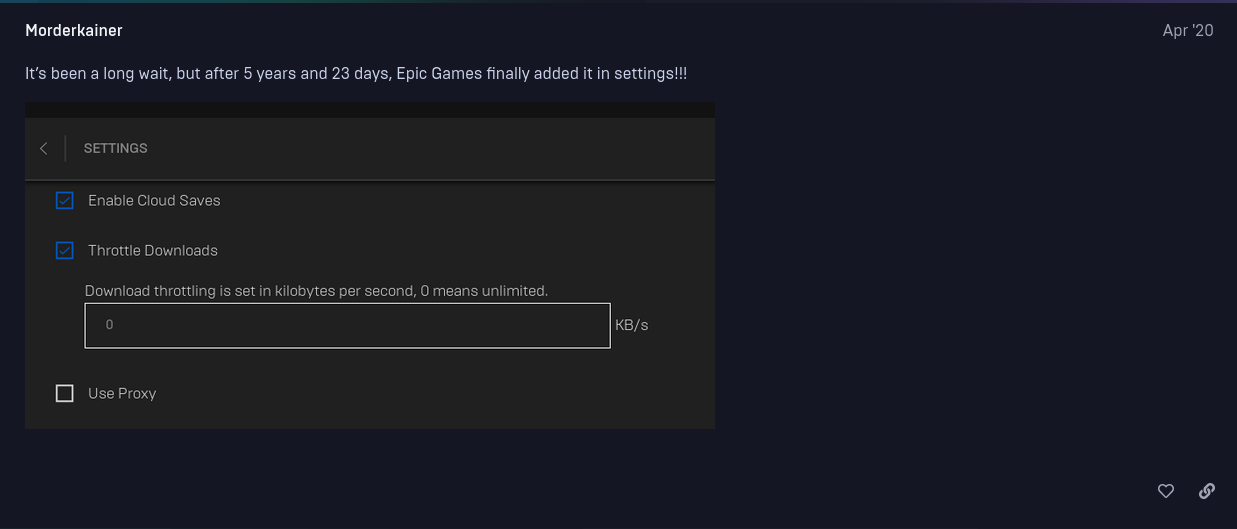 Morderkainer
Apr '20
It’s been a long wait, but after 5 years and 23 days, Epic Games finally added it in settings!!!
SETTINGS
Enable Cloud Saves
Throttle Downloads
Download throttling is set in kilobytes per second, 0 means unlimited.
0 KB/s
Use Proxy